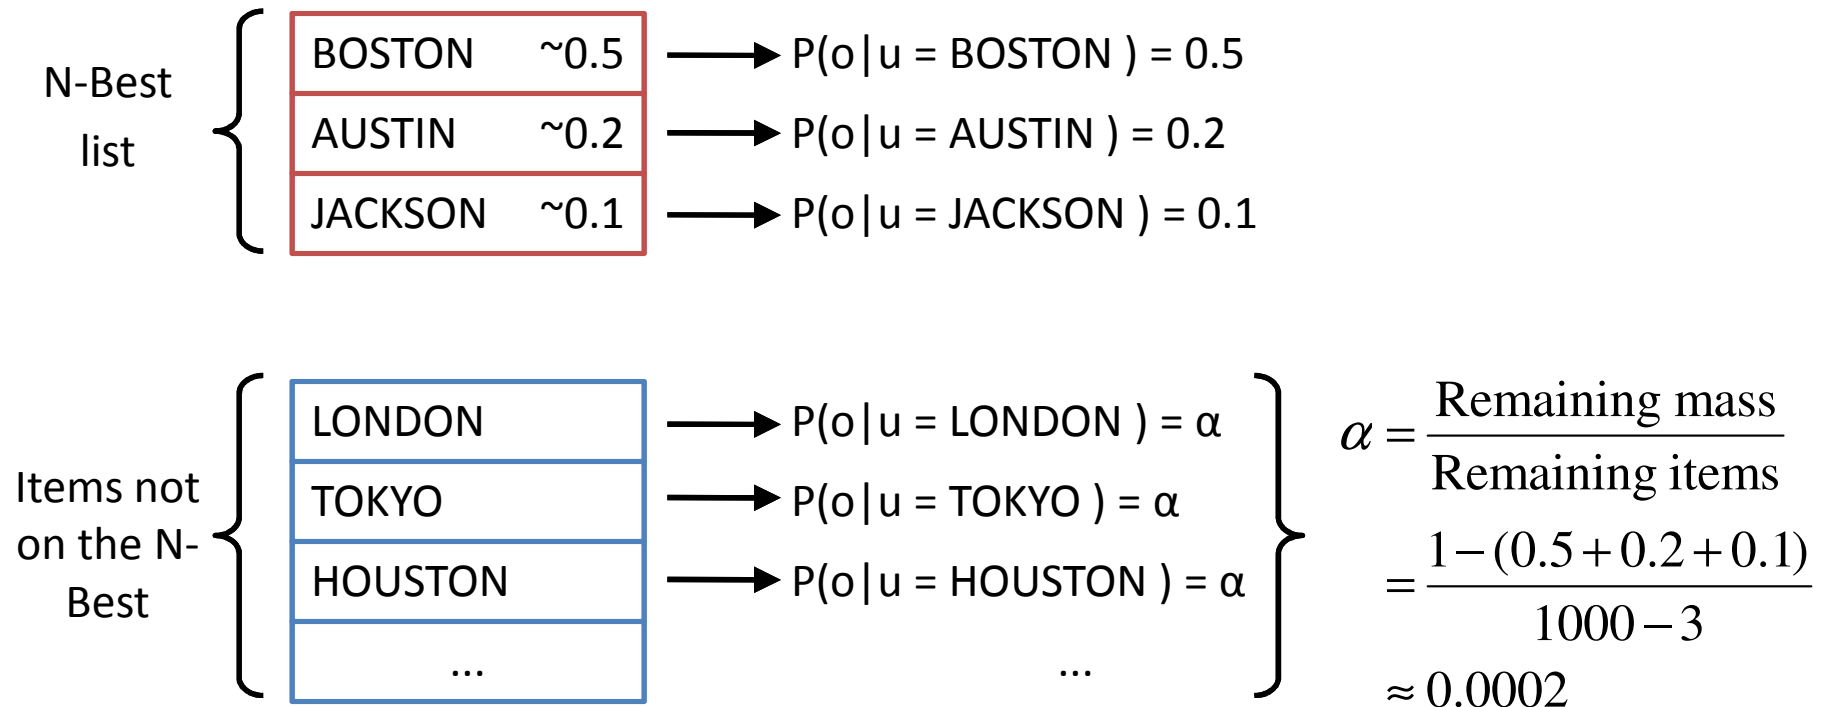 N-Best
list
BOSTON ~0.5 P(o|u = BOSTON ) = 0.5
AUSTIN ~0.2 P(o|u = AUSTIN ) = 0.2
JACKSON ~0.1 P(o|u = JACKSON ) = 0.1
Items not
on the N-
Best
LONDON P(o|u = LONDON ) = α
TOKYO P(o|u = TOKYO ) = α
HOUSTON P(o|u = HOUSTON ) = α
... ...
α = Remaining mass
Remaining items
= 1−(0.5+0.2+0.1)
1000−3
≈ 0.0002